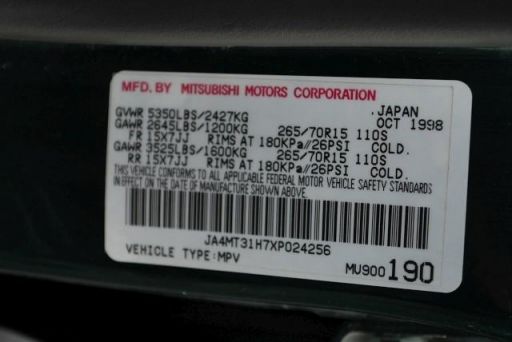 MFD. BY MITSUBISHI MOTORS CORPORATION
.JAPAN
GVWR 5350LBS/2427KG OCT 1998
GAWR 2645LBS/1200KG 265/70R15 110S
FR 15X7JJ RIMS AT 180KPa//26PSI COLD.
GAWR 3525LBS/1600KG 265/70R15 110S
RR 15X7JJ RIMS AT 180KPa//26PSI COLD.
THIS VEHICLE CONFORMS TO ALL APPLICABLE FEDERAL MOTOR VEHICLE SAFETY STANDARDS
IN EFFECT ON THE DATE OF MANUFACTURE SHOWN ABOVE.
JA4MT31H7XP024256
VEHICLE TYPE:MPV MU900190